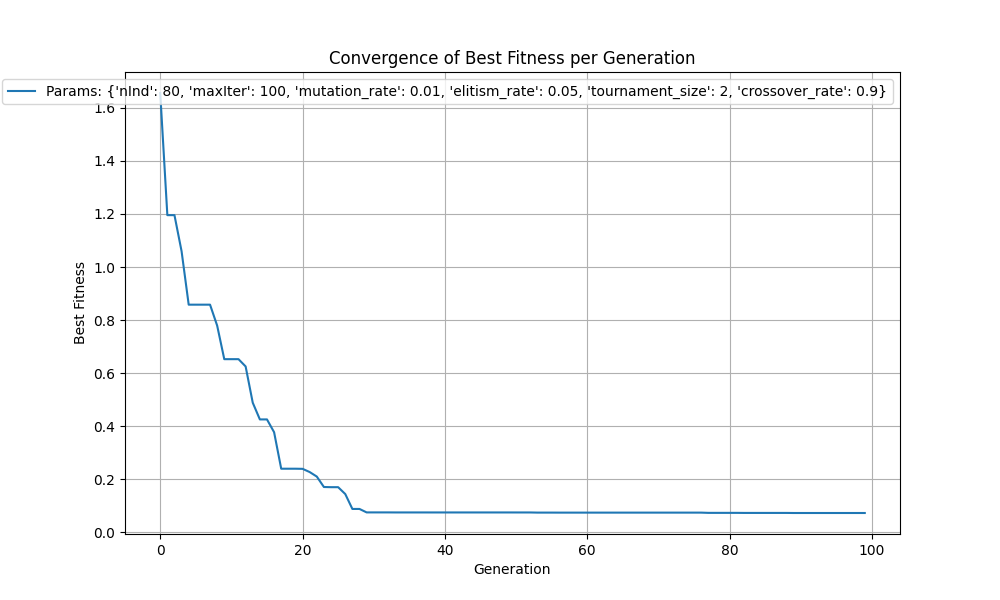 Convergence of Best Fitness per Generation
Params: {'nInd': 80, 'maxIter': 100, 'mutation_rate': 0.01, 'elitism_rate': 0.05, 'tournament_size': 2, 'crossover_rate': 0.9}
1.6
1.4
1.2
1.0
0.8
0.6
0.4
0.2
0.0
Best Fitness
0 20 40 60 80 100
Generation